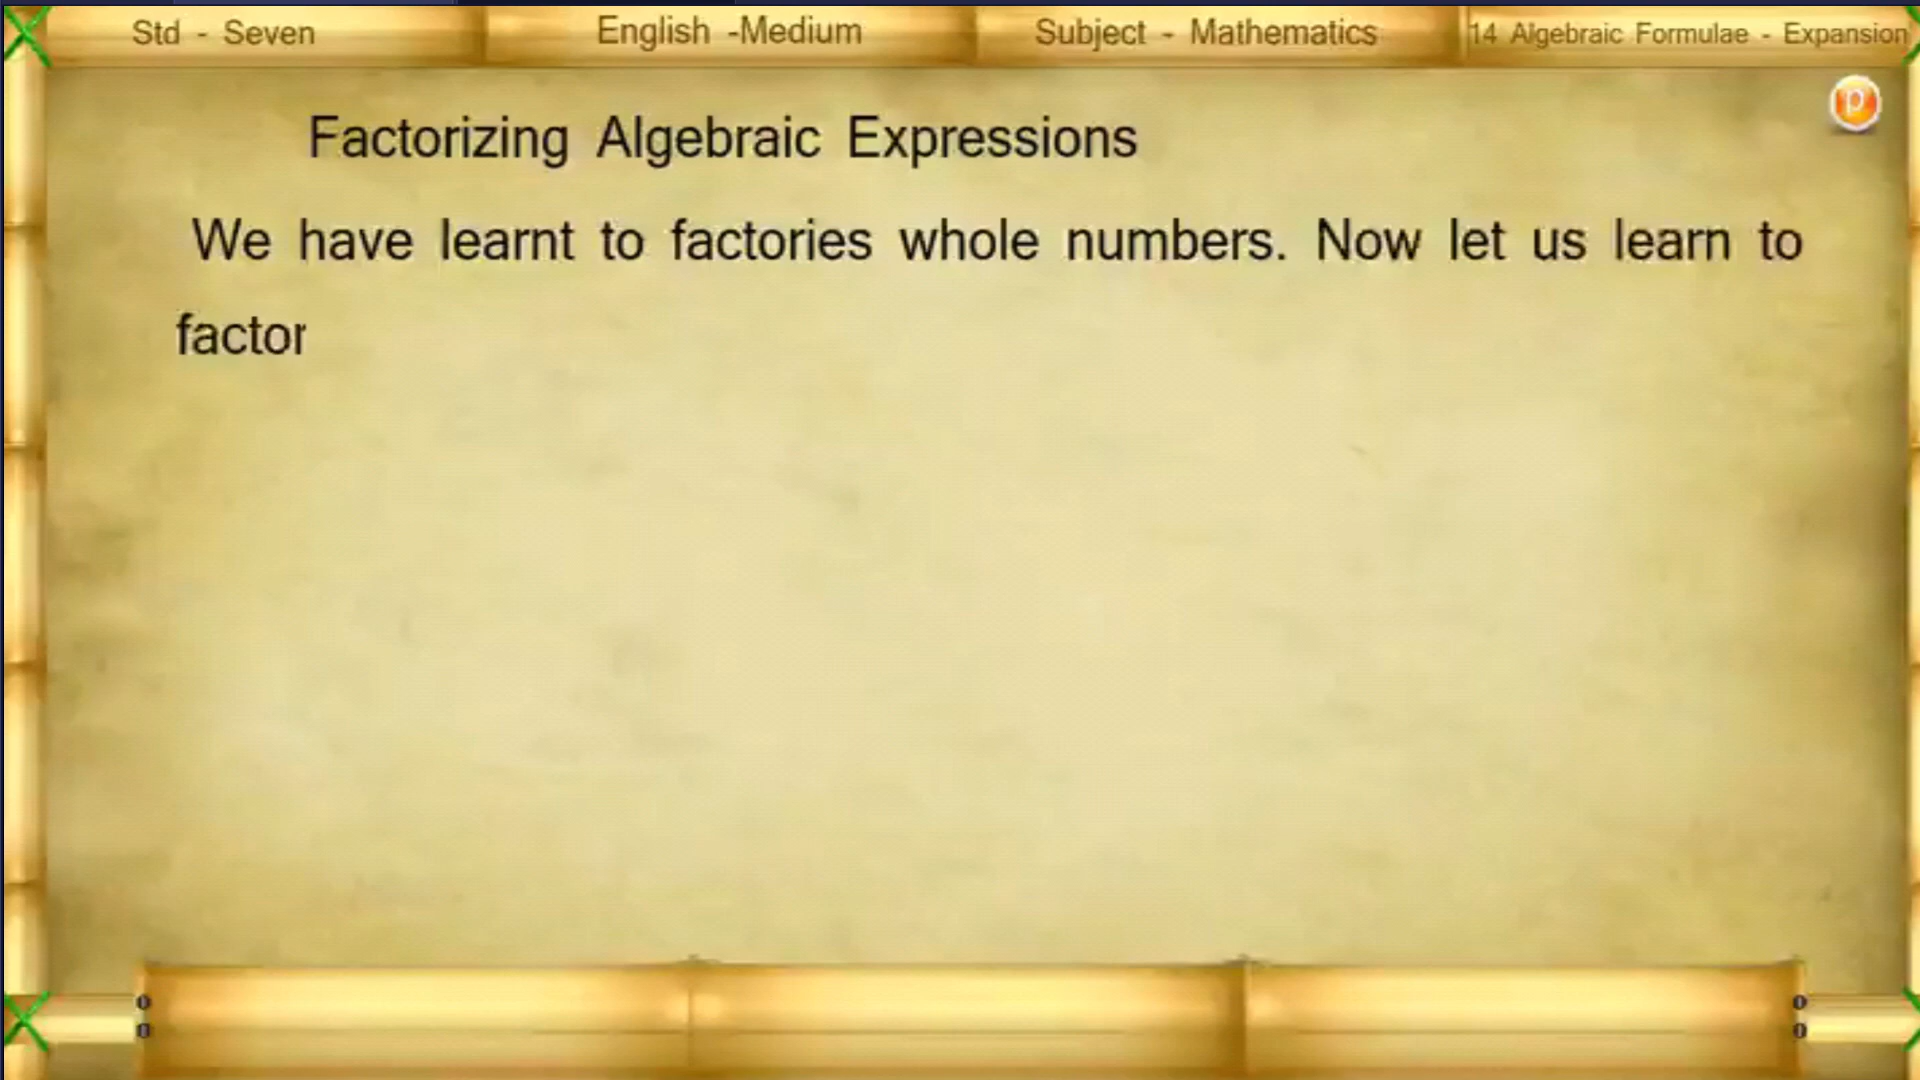 Std - Seven
English -Medium
Subject - Mathematics
14 Algebraic Formulae - Expansion
p
Factorizing Algebraic Expressions
We have learnt to factories whole numbers. Now let us learn to
factor